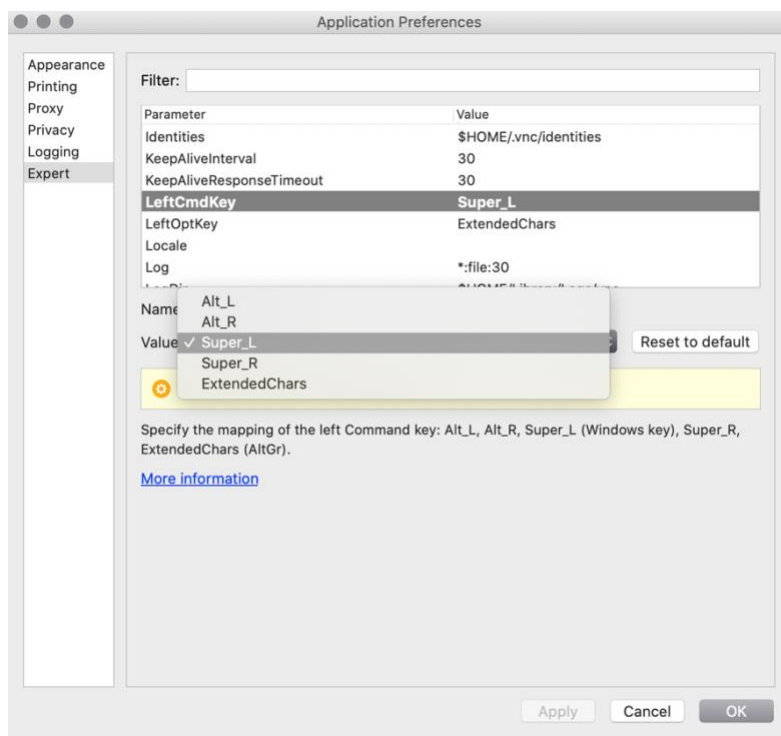 Application Preferences
Appearance
Printing
Proxy
Privacy
Logging
Expert
Filter:
Parameter Value
Identities $HOME/.vnc/identities
KeepAliveInterval 30
KeepAliveResponseTimeout 30
LeftCmdKey Super_L
LeftOptKey ExtendedChars
Locale
Log *:file:30
Name
Value
Alt_L
Alt_R
✓ Super_L
Super_R
ExtendedChars
Reset to default
Specify the mapping of the left Command key: Alt_L, Alt_R, Super_L (Windows key), Super_R,
ExtendedChars (AltGr).
More information
Apply Cancel OK